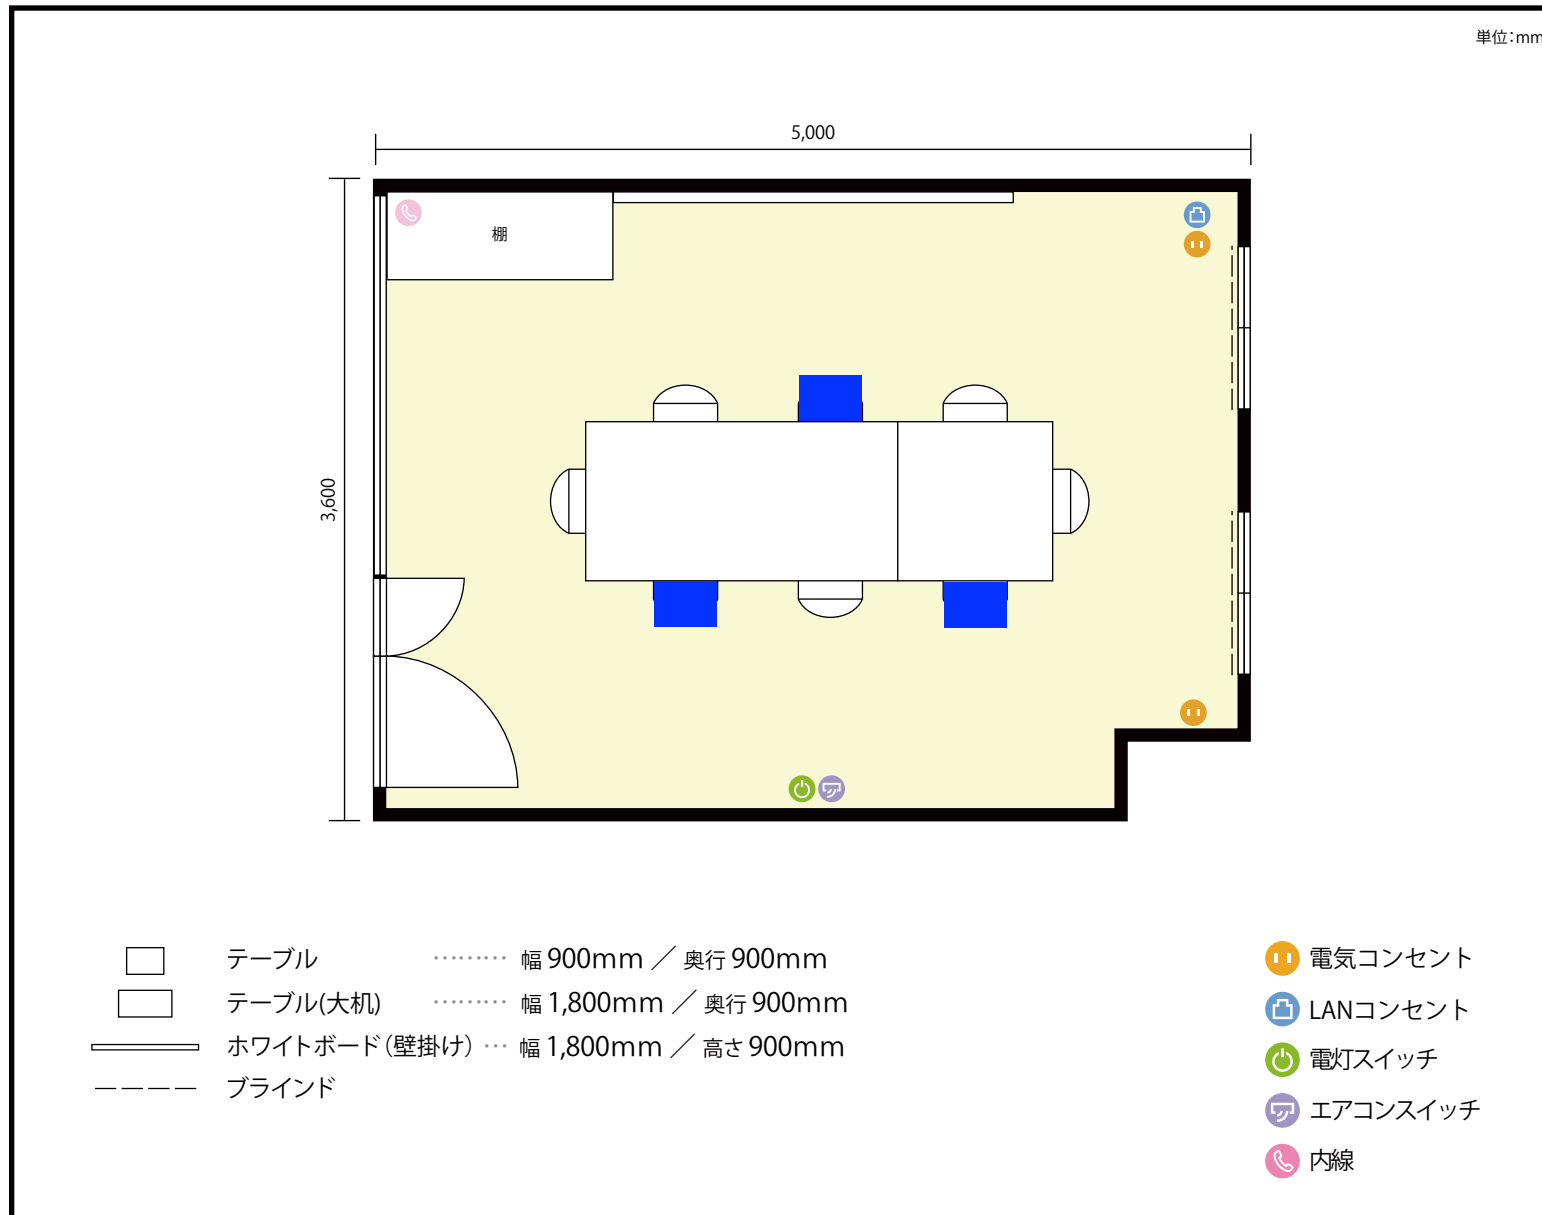 単位：mm
5,000
棚
3,600
テーブル ……… 幅 900mm ／ 奥行 900mm
テーブル(大机) ……… 幅 1,800mm ／ 奥行 900mm
ホワイトボード（壁掛け） … 幅 1,800mm ／ 高さ 900mm
ブラインド
電気コンセント
LANコンセント
電灯スイッチ
エアコンスイッチ
内線